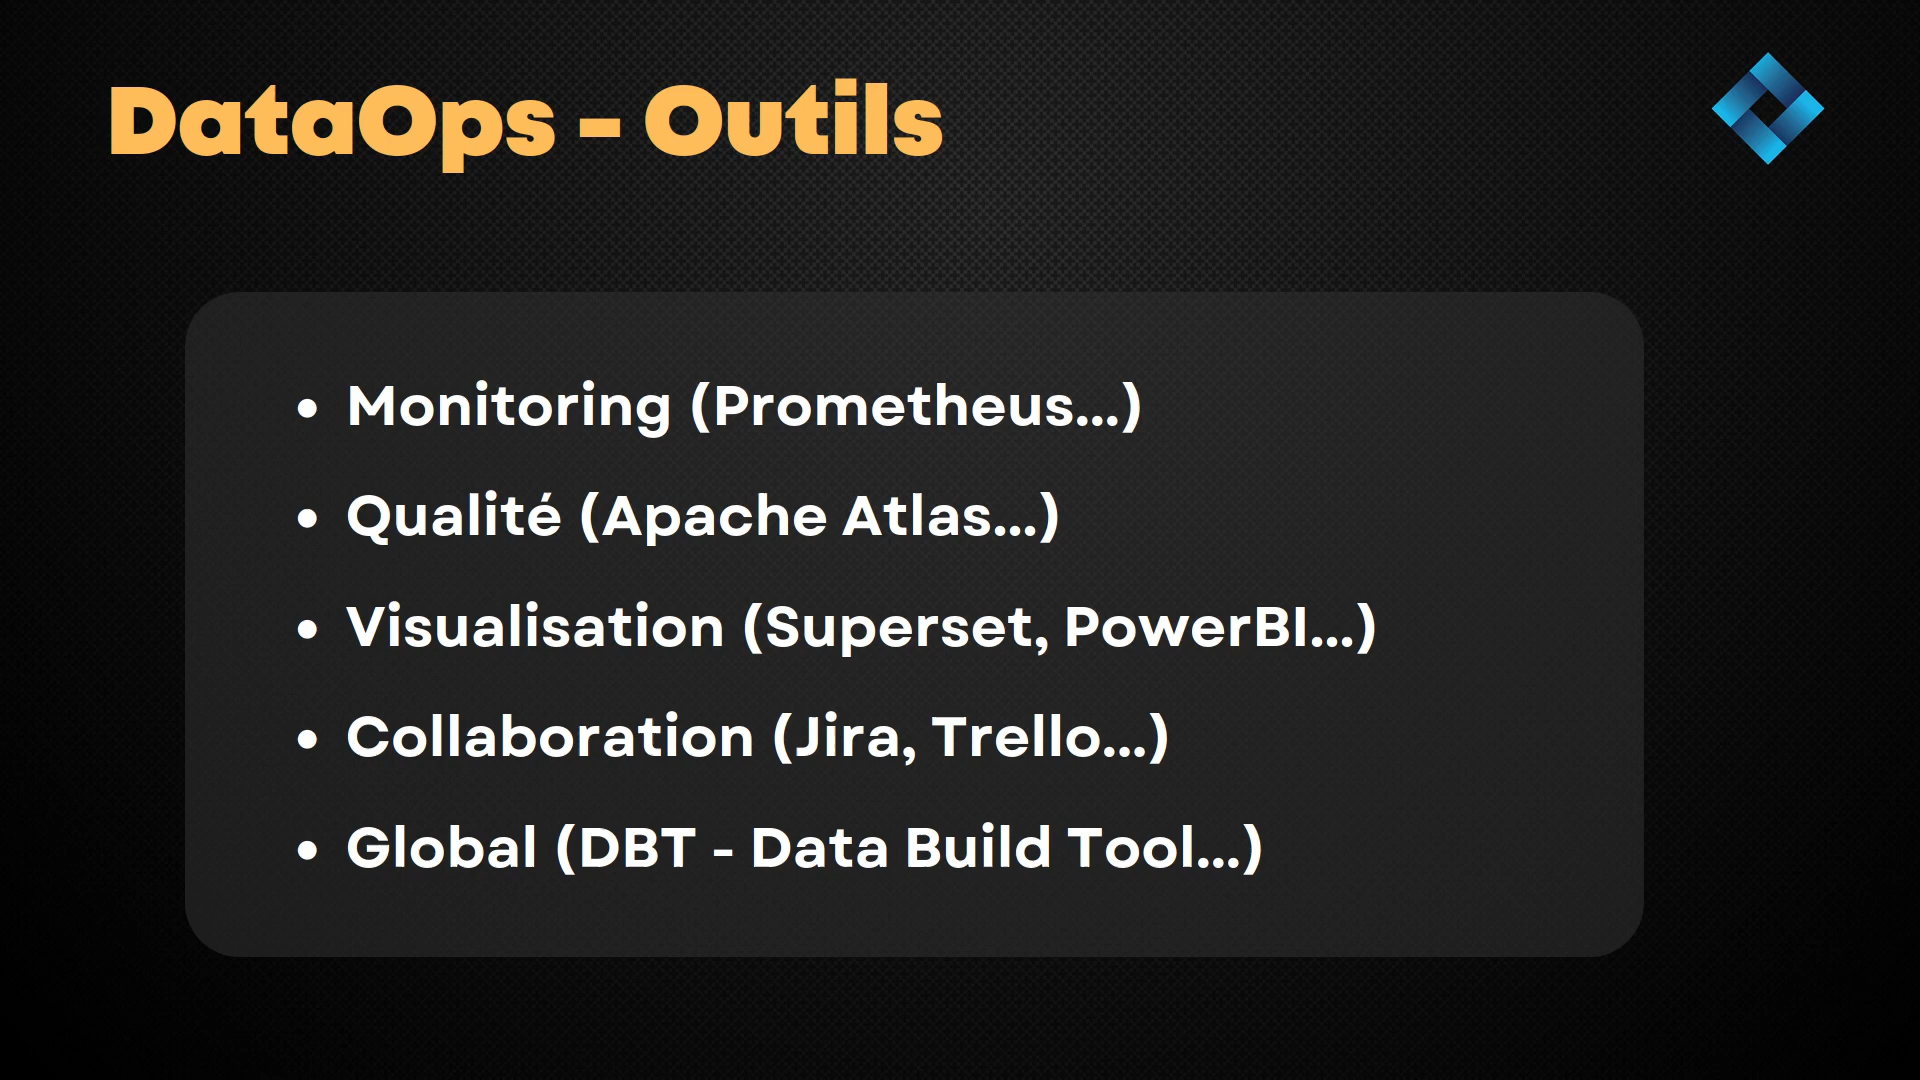 DataOps - Outils
• Monitoring (Prometheus...)
• Qualité (Apache Atlas...)
• Visualisation (Superset, PowerBI...)
• Collaboration (Jira, Trello...)
• Global (DBT - Data Build Tool...)